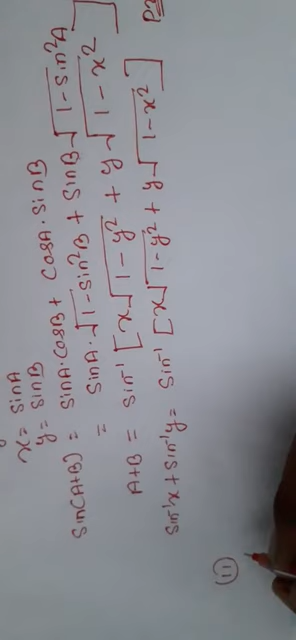 x = sinA
y = sinB
sin(A+B) = sinA·cosB + cosA·sinB
= sinA·√1-sin²B + sinB√1-sin²A ]
A+B = sin⁻¹ [ x√1-y² + y√1-x² ]
sin⁻¹x + sin⁻¹y = sin⁻¹ [ x√1-y² + y√1-x² ]
(ii)